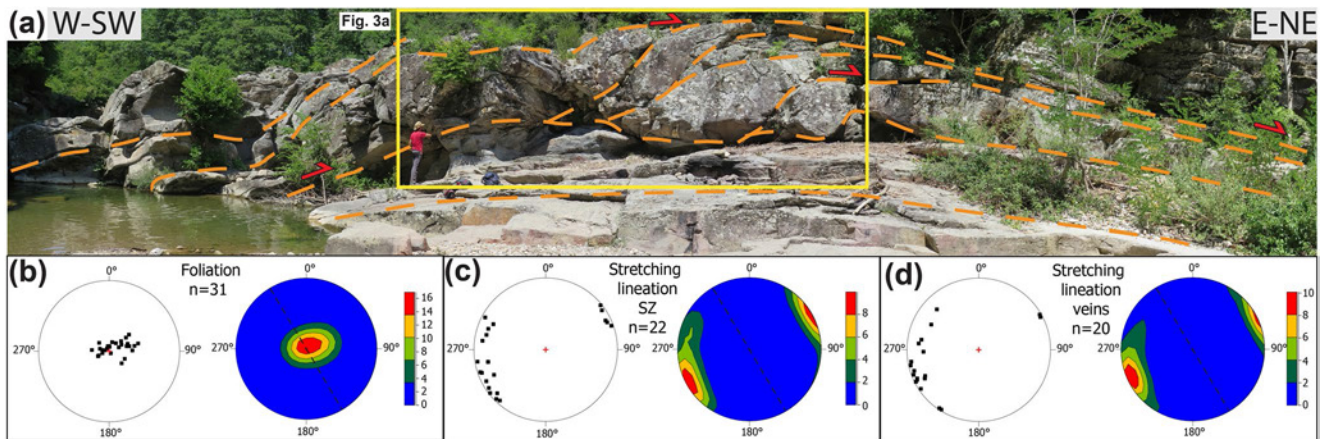 (a) W-SW
Fig. 3a
E-NE
(b)
Foliation
n=31
0°
270°
90°
180°
0°
270°
90°
180°
16
14
12
10
8
6
4
2
0
(c)
Stretching
lineation
SZ
n=22
0°
270°
90°
180°
0°
270°
90°
180°
8
6
4
2
0
(d)
Stretching
lineation
veins
n=20
0°
270°
90°
180°
0°
270°
90°
180°
10
8
6
4
2
0